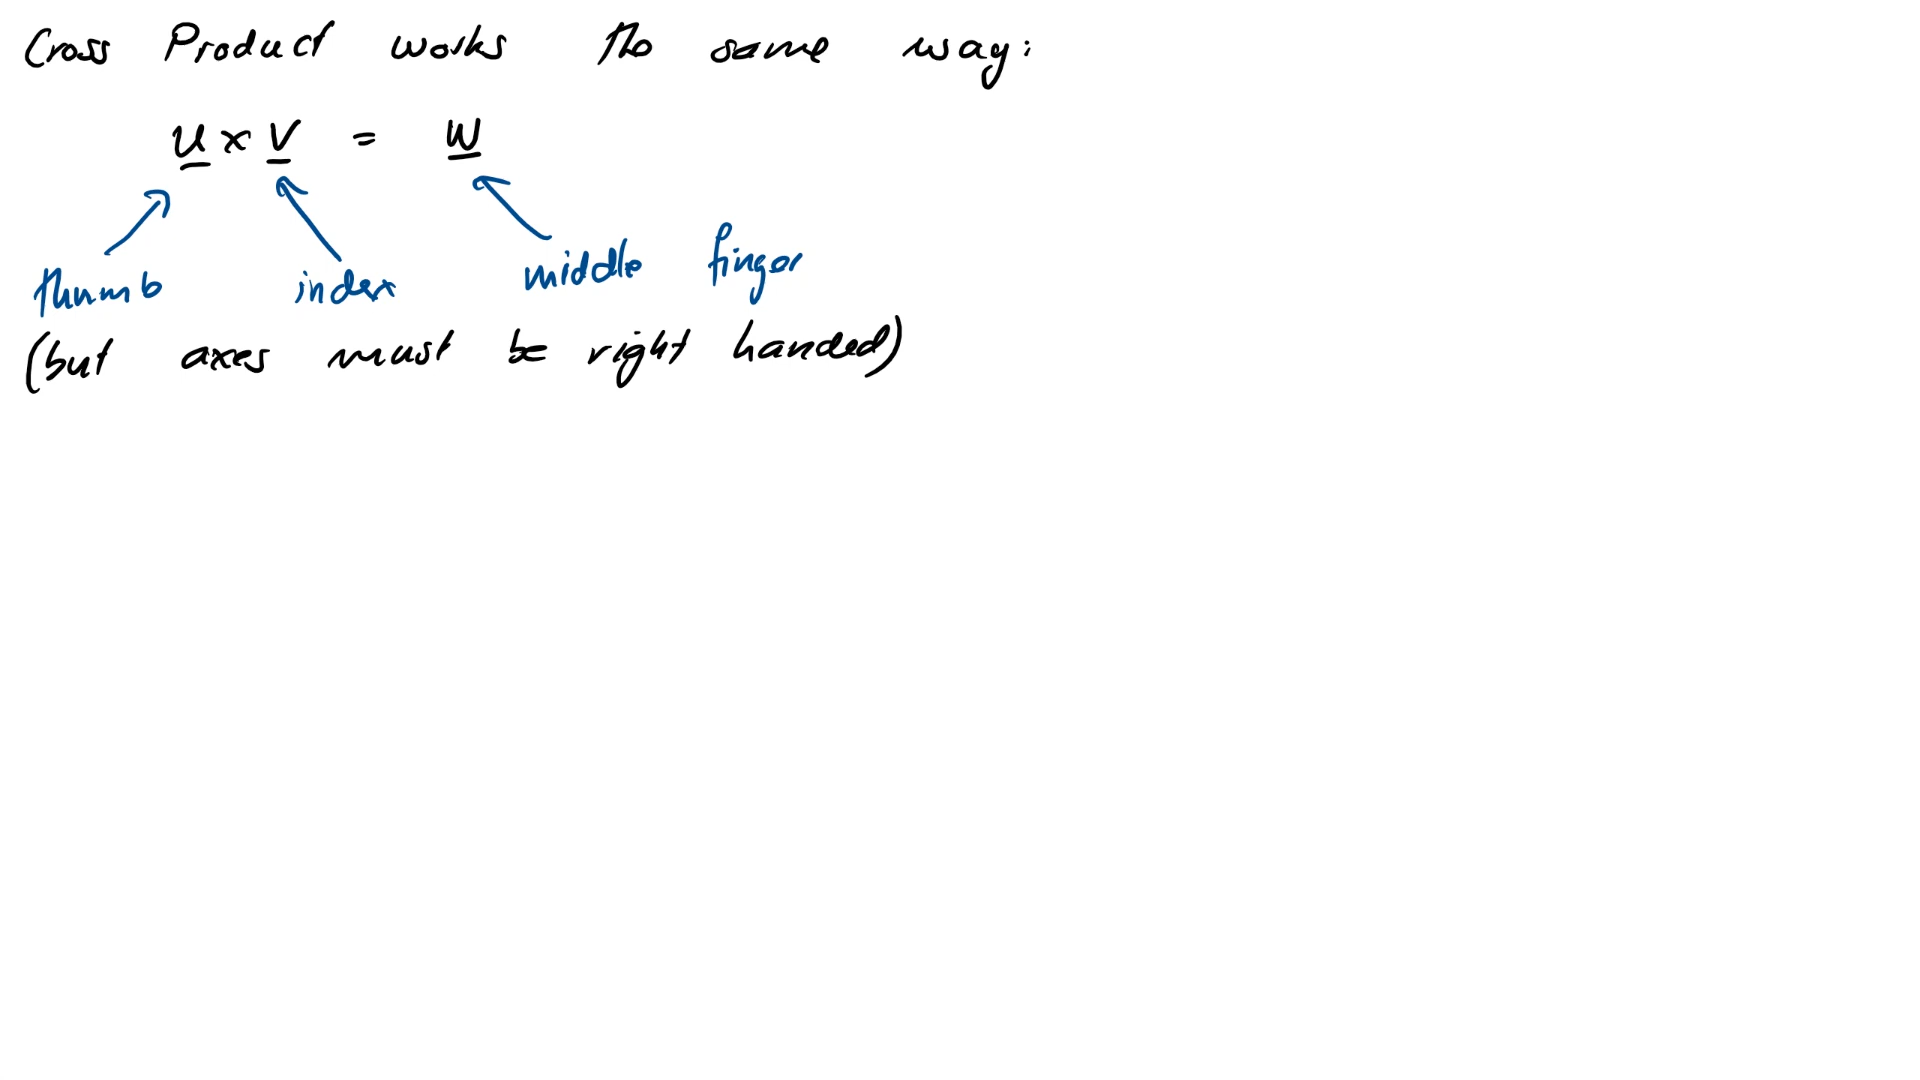 Cross Product works the same way:
u x v = w
thumb index middle finger
(but axes must be right handed)